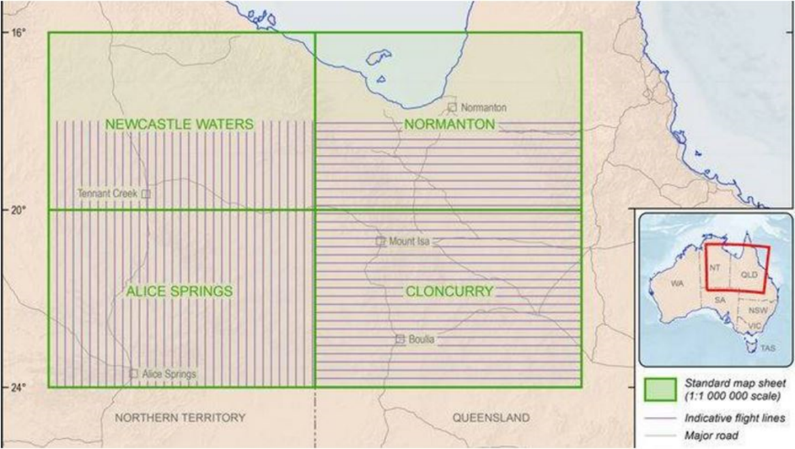 16°
Normanton
NEWCASTLE WATERS
NORMANTON
Tennant Creek
20°
Mount Isa
ALICE SPRINGS
CLONCURRY
Boulia
Alice Springs
24°
NORTHERN TERRITORY
QUEENSLAND
NT
QLD
WA
SA
NSW
VIC
TAS
Standard map sheet
(1:1 000 000 scale)
Indicative flight lines
Major road